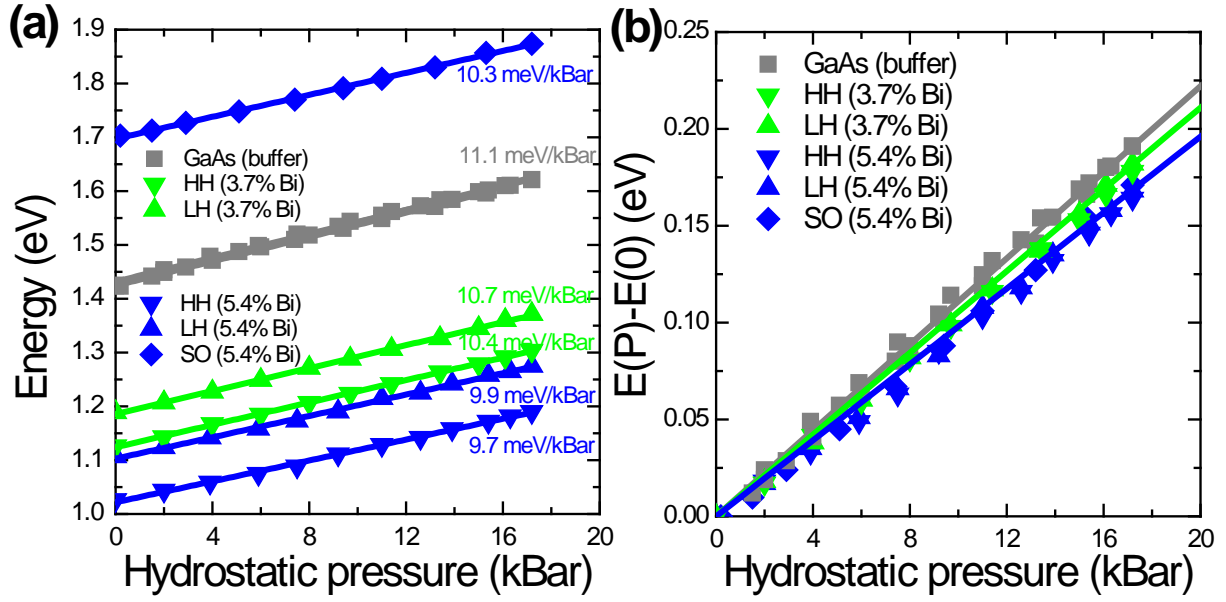 (a)
Energy (eV)
1.9
1.8
1.7
1.6
1.5
1.4
1.3
1.2
1.1
1.0
10.3 meV/kBar
GaAs (buffer)
HH (3.7% Bi)
LH (3.7% Bi)
11.1 meV/kBar
HH (5.4% Bi)
LH (5.4% Bi)
SO (5.4% Bi)
10.7 meV/kBar
10.4 meV/kBar
9.9 meV/kBar
9.7 meV/kBar
0 4 8 12 16 20
Hydrostatic pressure (kBar)
(b)
E(P)-E(0) (eV)
0.25
0.20
0.15
0.10
0.05
0.00
GaAs (buffer)
HH (3.7% Bi)
LH (3.7% Bi)
HH (5.4% Bi)
LH (5.4% Bi)
SO (5.4% Bi)
0 4 8 12 16 20
Hydrostatic pressure (kBar)